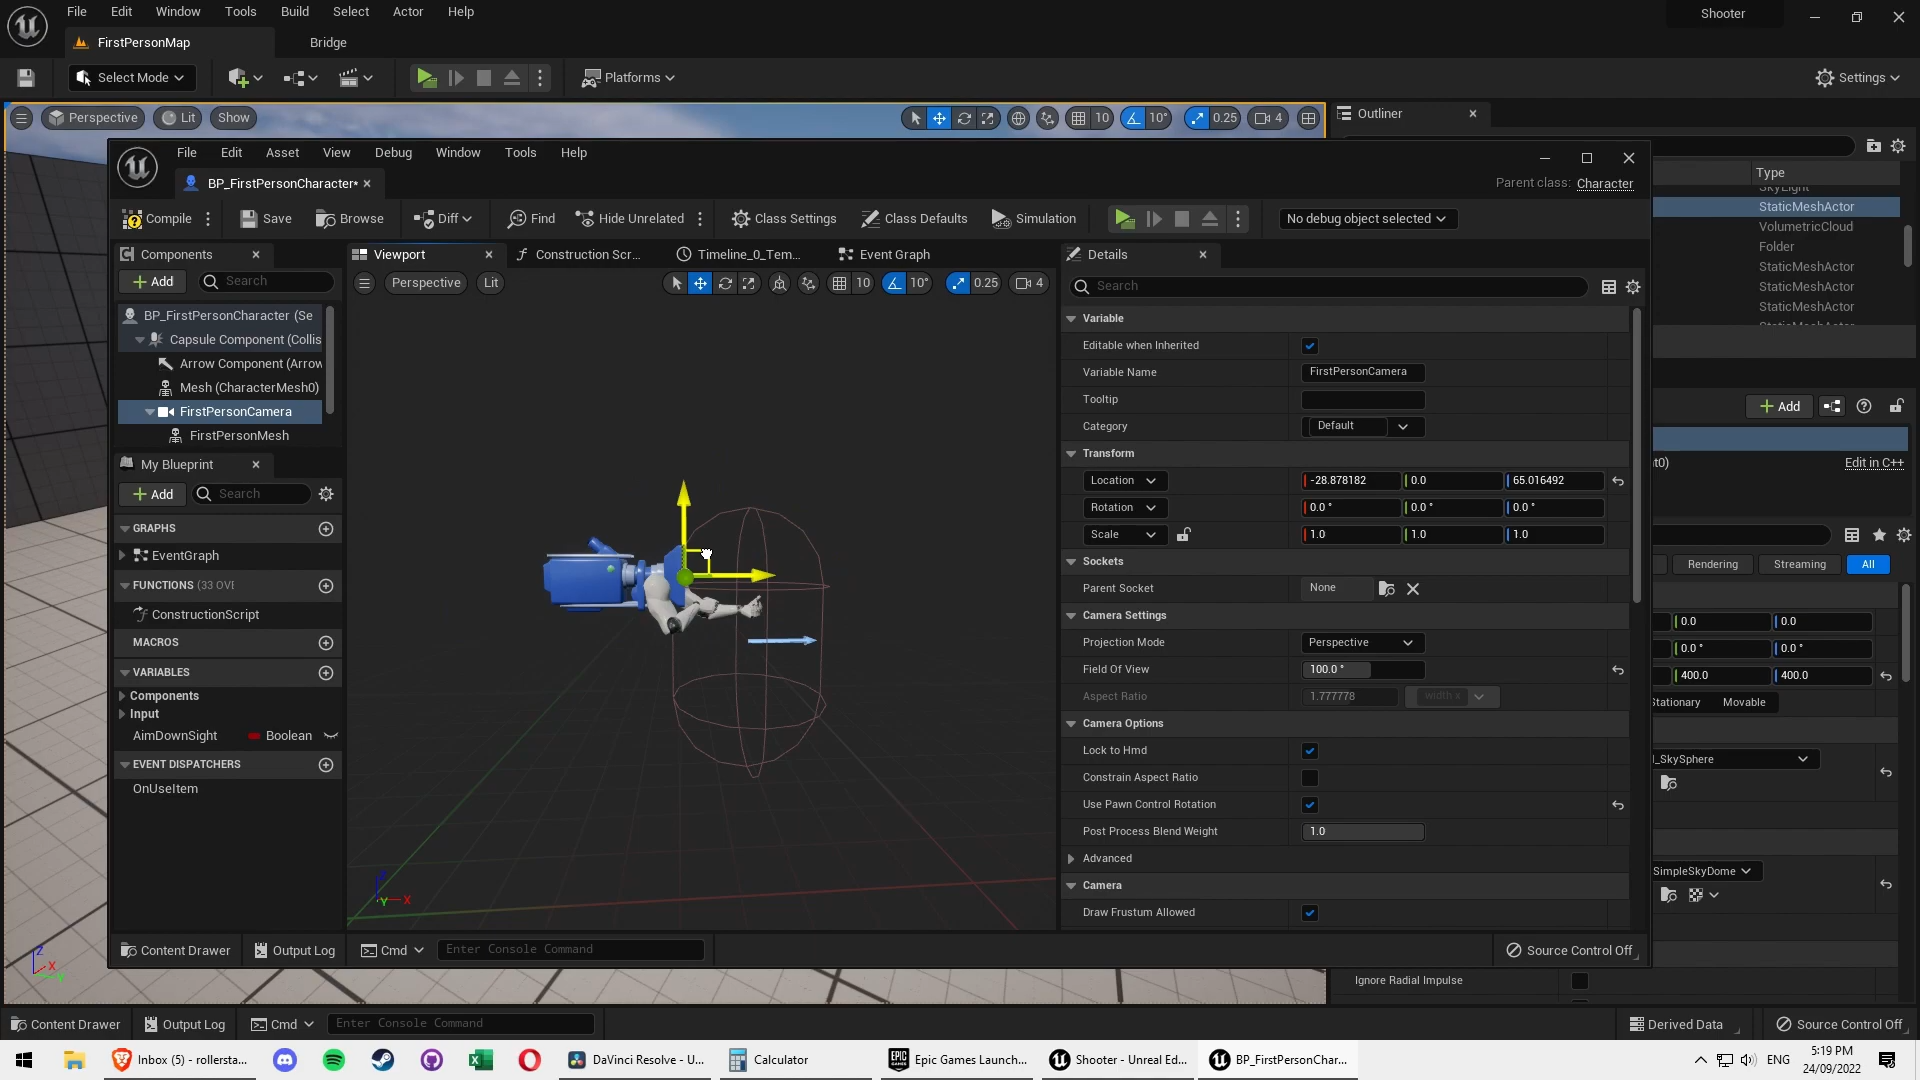 File Edit Window Tools Build Select Actor Help
Shooter
FirstPersonMap
Bridge
Select Mode
Platforms
Settings
Perspective
Lit
Show
10
10°
0.25
4
Outliner
Type
StaticMeshActor
VolumetricCloud
Folder
StaticMeshActor
StaticMeshActor
StaticMeshActor
File Edit Asset View Debug Window Tools Help
BP_FirstPersonCharacter*
Parent class: Character
Compile
Save
Browse
Diff
Find
Hide Unrelated
Class Settings
Class Defaults
Simulation
No debug object selected
Components
Add
Search
BP_FirstPersonCharacter (Se
Capsule Component (Collis
Arrow Component (Arrow
Mesh (CharacterMesh0)
FirstPersonCamera
FirstPersonMesh
My Blueprint
Add
Search
GRAPHS
EventGraph
FUNCTIONS (33 OVE
ConstructionScript
MACROS
VARIABLES
Components
Input
AimDownSight Boolean
EVENT DISPATCHERS
OnUseItem
Viewport
Construction Scr...
Timeline_0_Tem...
Event Graph
Perspective
Lit
10
10°
0.25
4
Z
Y
X
Details
Search
Variable
Editable when Inherited
Variable Name FirstPersonCamera
Tooltip
Category Default
Transform
Location -28.878182 0.0 65.016492
Rotation 0.0 ° 0.0 ° 0.0 °
Scale 1.0 1.0 1.0
Sockets
Parent Socket None
Camera Settings
Projection Mode Perspective
Field Of View 100.0 °
Aspect Ratio 1.777778
Camera Options
Lock to Hmd
Constrain Aspect Ratio
Use Pawn Control Rotation
Post Process Blend Weight 1.0
Advanced
Camera
Draw Frustum Allowed
Content Drawer
Output Log
Cmd
Enter Console Command
Source Control Off
Add
t0)
Edit in C++
Rendering
Streaming
All
0.0 0.0
0.0 ° 0.0 °
400.0 400.0
Stationary
Movable
l_SkySphere
SimpleSkyDome
Ignore Radial Impulse
Z
X
Y
Content Drawer
Output Log
Cmd
Enter Console Command
Derived Data
Source Control Off
Inbox (5) - rollersta...
DaVinci Resolve - U...
Calculator
Epic Games Launch...
Shooter - Unreal Ed...
BP_FirstPersonChar...
ENG
5:19 PM
24/09/2022